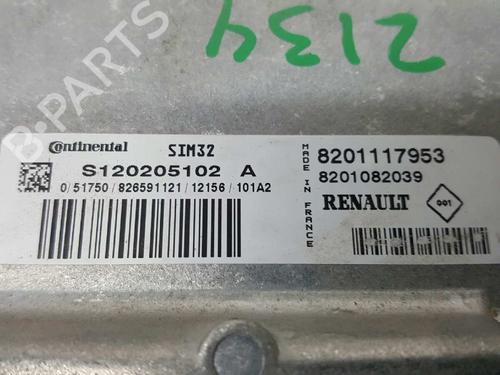 2134
Continental SIM32
S120205102 A
0/51750/826591121/12156/101A2
MADE IN FRANCE
8201117953
8201082039
RENAULT
001
B-PARTS